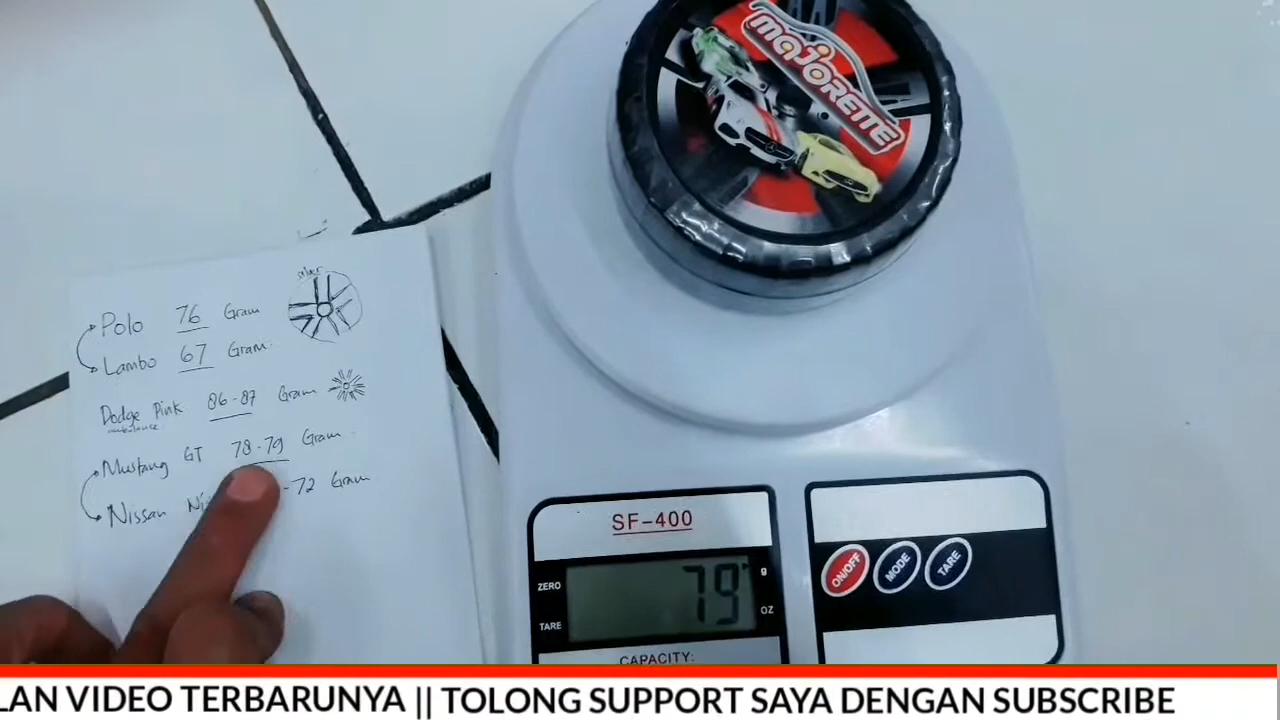 MAJORETTE
silver
Polo 76 Gram
Lambo 67 Gram
Dodge Pink 86-87 Gram
ambulance
Mustang GT 78-79 Gram
Nissan -72 Gram
SF-400
ZERO
TARE
79
g
OZ
CAPACITY:
ON/OFF
MODE
TARE
LAN VIDEO TERBARUNYA || TOLONG SUPPORT SAYA DENGAN SUBSCRIBE